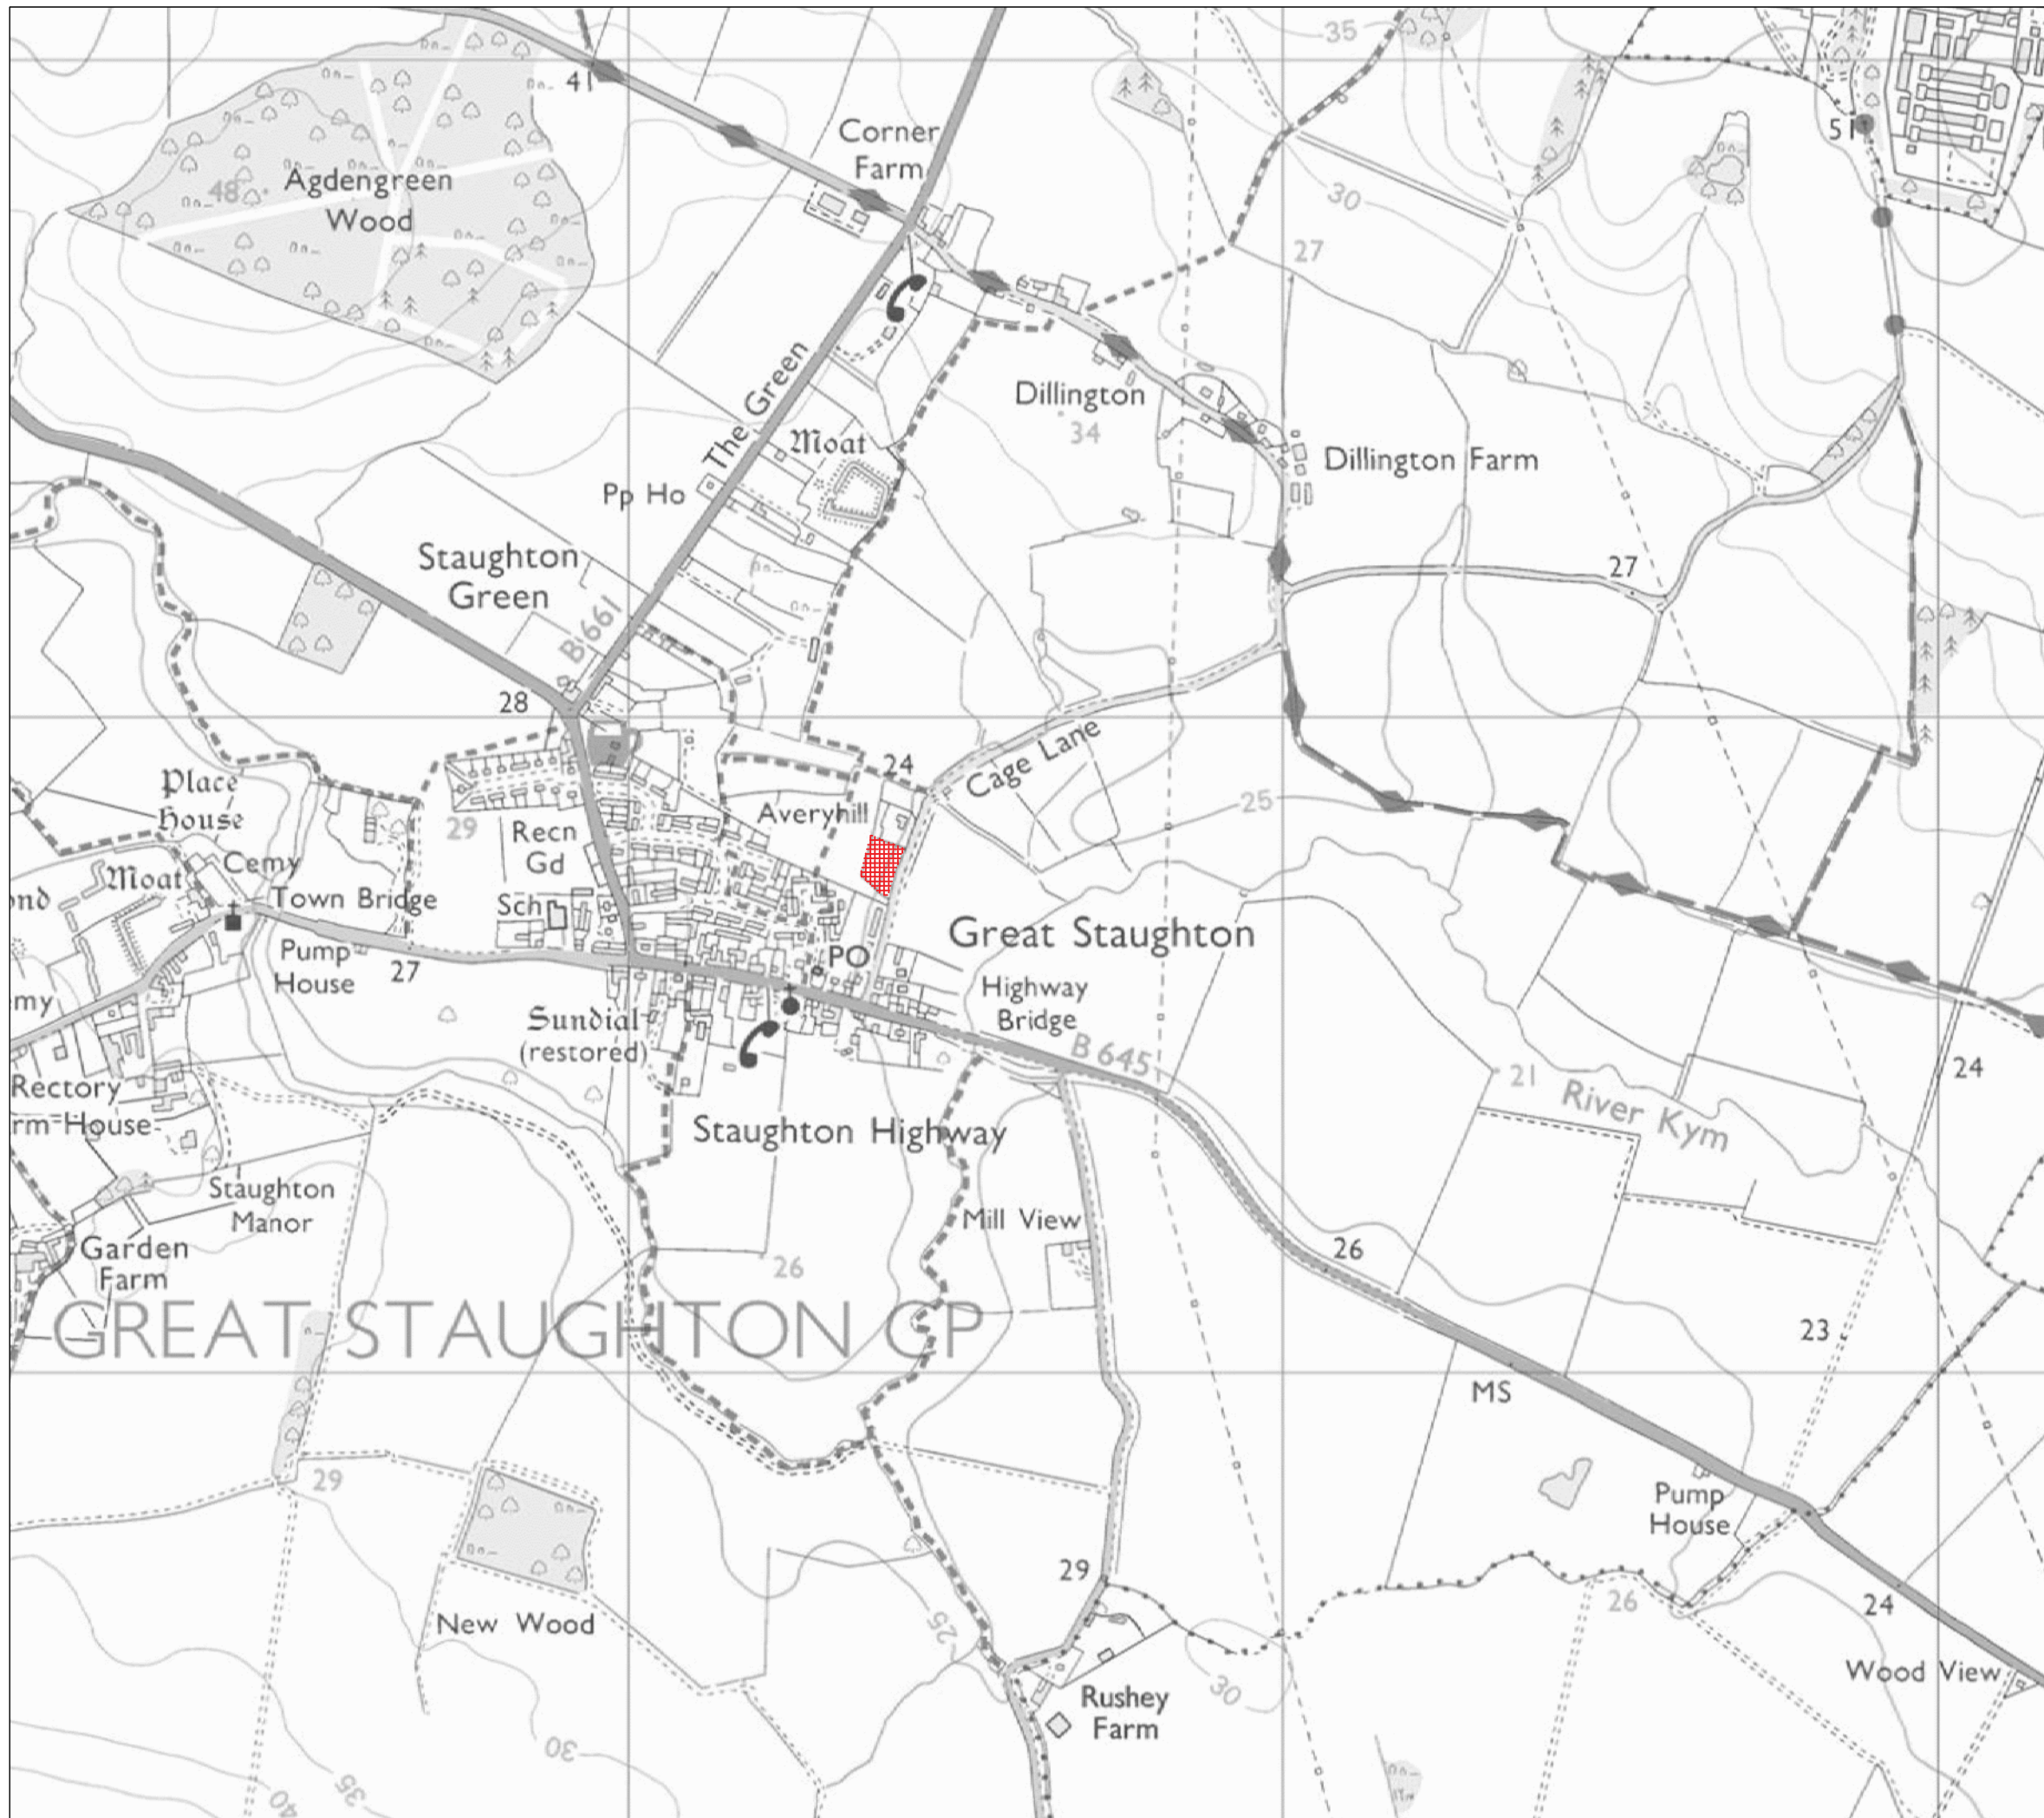 35
41
Corner
Farm
51
Agdengreen
Wood
48
30
27
The Green
Dillington
34
Moat
Dillington Farm
Pp Ho
Staughton
Green
27
B 661
28
Cage Lane
24
Place
House
25
Averyhill
29
Recn
Gd
Cemy
Moat
Town Bridge
Sch
ond
Great Staughton
PO
Pump
House
27
Highway
Bridge
my
Sundial
(restored)
B 645
24
21
River Kym
Rectory
rm House
Staughton Highway
Staughton
Manor
Mill View
Garden
Farm
26
26
GREAT STAUGHTON CP
23
MS
29
Pump
House
29
26
24
New Wood
25
Wood View
30
Rushey
Farm
30
35
40